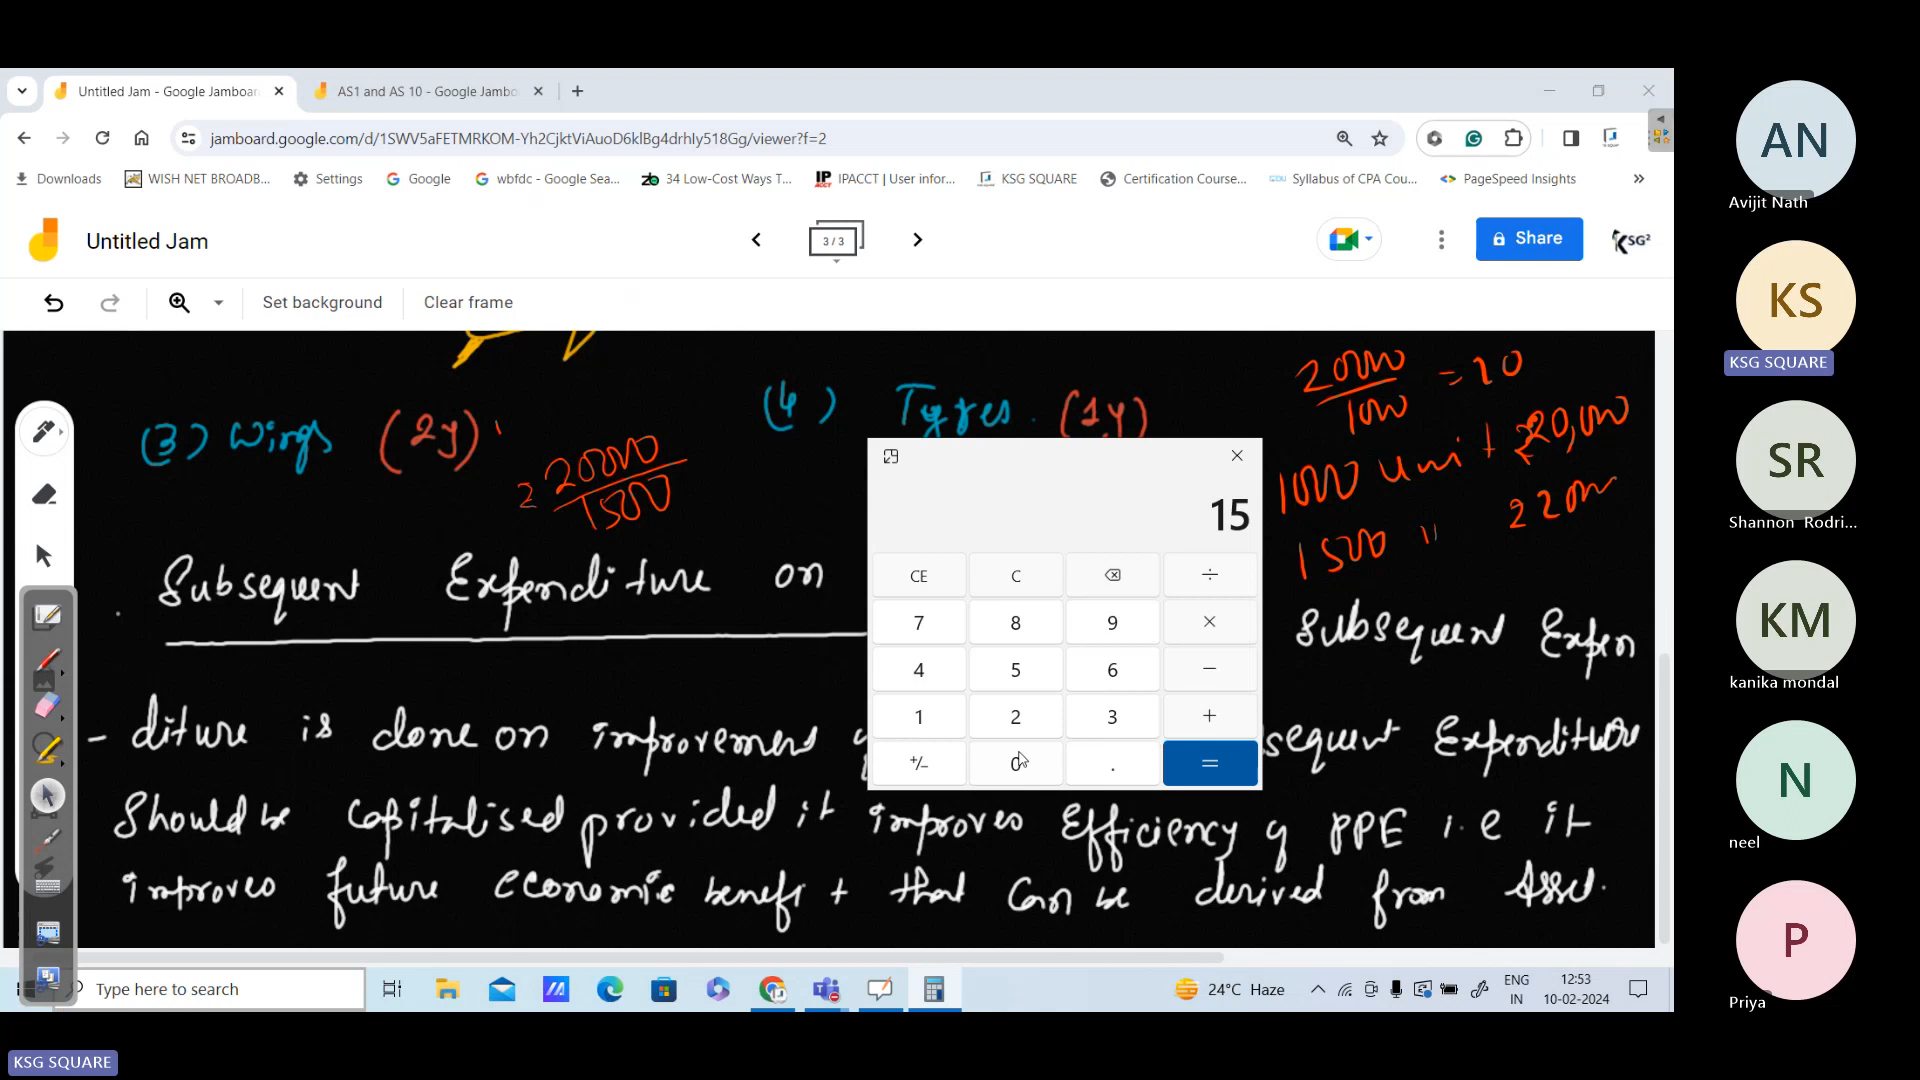 Untitled Jam - Google Jamboar
AS1 and AS 10 - Google Jambo
jamboard.google.com/d/1SWV5aFETMRKOM-Yh2CjktViAuoD6klBg4drhIy518Gg/viewer?f=2
Downloads
WISH NET BROADB...
Settings
Google
wbfdc - Google Sea...
34 Low-Cost Ways T...
IPACCT | User infor...
KSG SQUARE
Certification Course...
Syllabus of CPA Cou...
PageSpeed Insights
Untitled Jam
3 / 3
Share
KSG²
Set background
Clear frame
(3) Wings (2y)
20000
1500
(4) Tyres. (1y)
20000
1000
= 20
1000 Unit 20,000
1500 " 22000
Subsequent Expenditure on
Subsequent Expen
- diture is done on improvement
sequent Expenditure
Should be Capitalised provided it improves Efficiency of PPE i.e it
improves future economic benefit that can be derived from Asset.
15
CE C ÷
7 8 9 ×
4 5 6 −
1 2 3 +
+/− 0 . =
Type here to search
24°C Haze
ENG
IN
12:53
10-02-2024
AN
Avijit Nath
KS
KSG SQUARE
SR
Shannon Rodri...
KM
kanika mondal
N
neel
P
Priya
KSG SQUARE